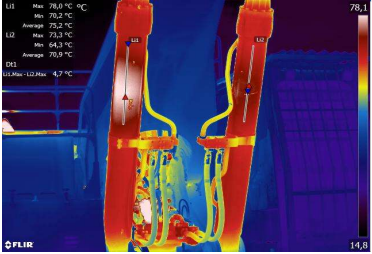 Li1 Max 78,0 °C °C
Min 70,2 °C
Average 75,2 °C
Li2 Max 73,3 °C
Min 64,3 °C
Average 70,9 °C
Dt1
Li1.Max - Li2.Max 4,7 °C
78,1
Li1
Li2
14,8
FLIR